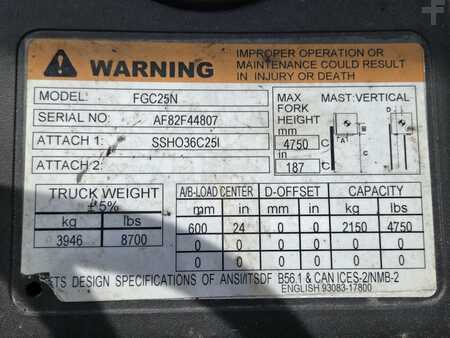 WARNING
IMPROPER OPERATION OR
MAINTENANCE COULD RESULT
IN INJURY OR DEATH
MODEL: FGC25N
SERIAL NO: AF82F44807
ATTACH 1: SSHO36C25I
ATTACH 2:
MAX FORK HEIGHT MAST: VERTICAL
mm
4750 C
in
187 C
A
B
C
TRUCK WEIGHT
± 5%
kg lbs
3946 8700
A/B-LOAD CENTER D-OFFSET CAPACITY
mm in mm in kg lbs
600 24 0 0 2150 4750
0 0 0 0 0 0
0 0 0 0 0 0
ETS DESIGN SPECIFICATIONS OF ANSI/ITSDF B56.1 & CAN ICES-2/NMB-2
ENGLISH 93083-17800